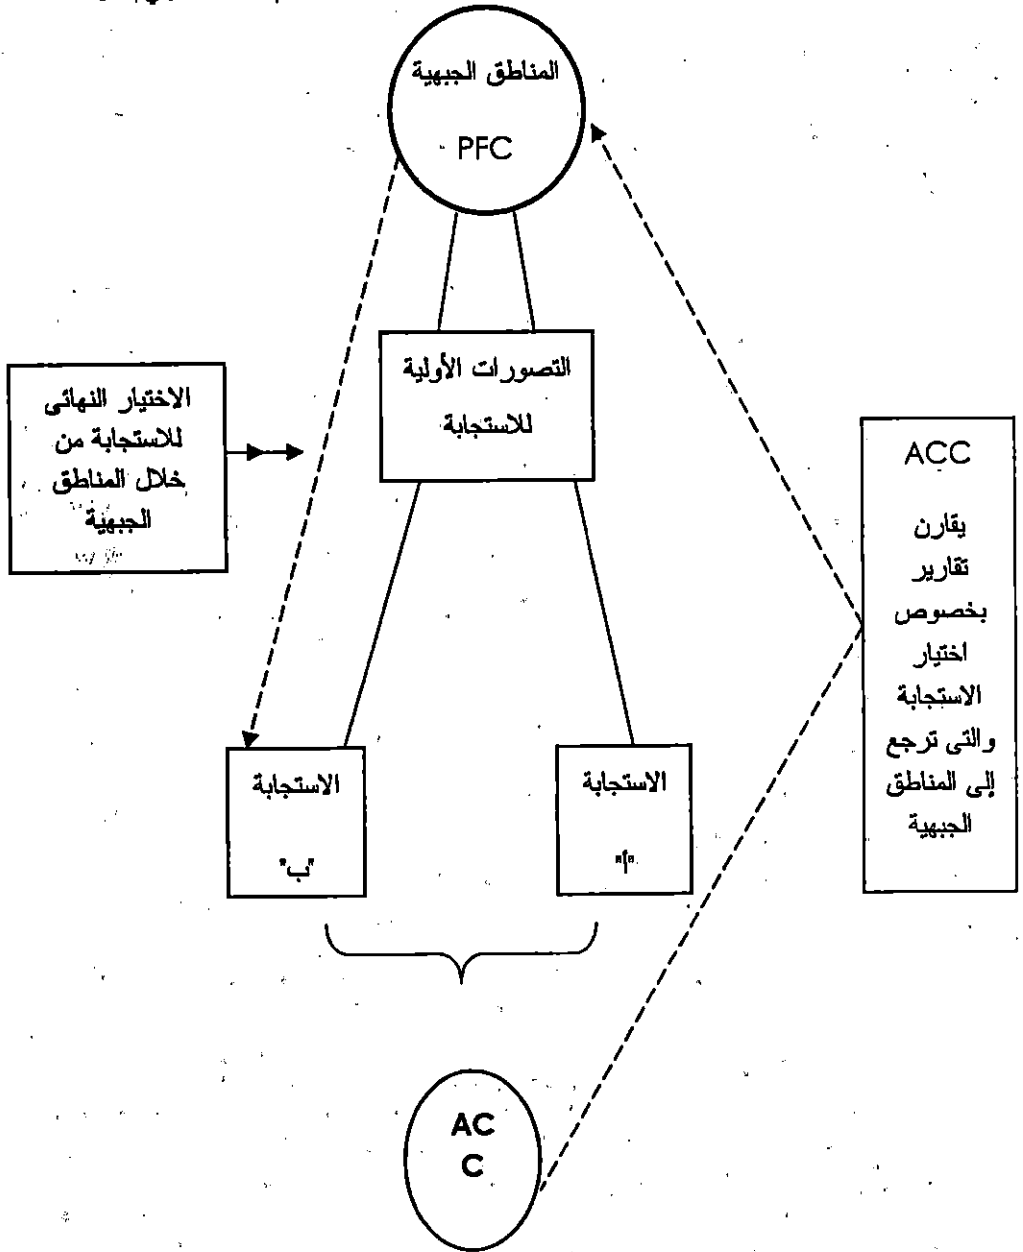 المناطق الجبهية
PFC
التصورات الأولية
للاستجابة
الاختيار النهائى
للاستجابة من
خلال المناطق
الجبهية
ACC
يقارن
تقارير
بخصوص
اختيار
الاستجابة
والتى ترجع
إلى المناطق
الجبهية
الاستجابة
"أ"
الاستجابة
"ب"
AC
C